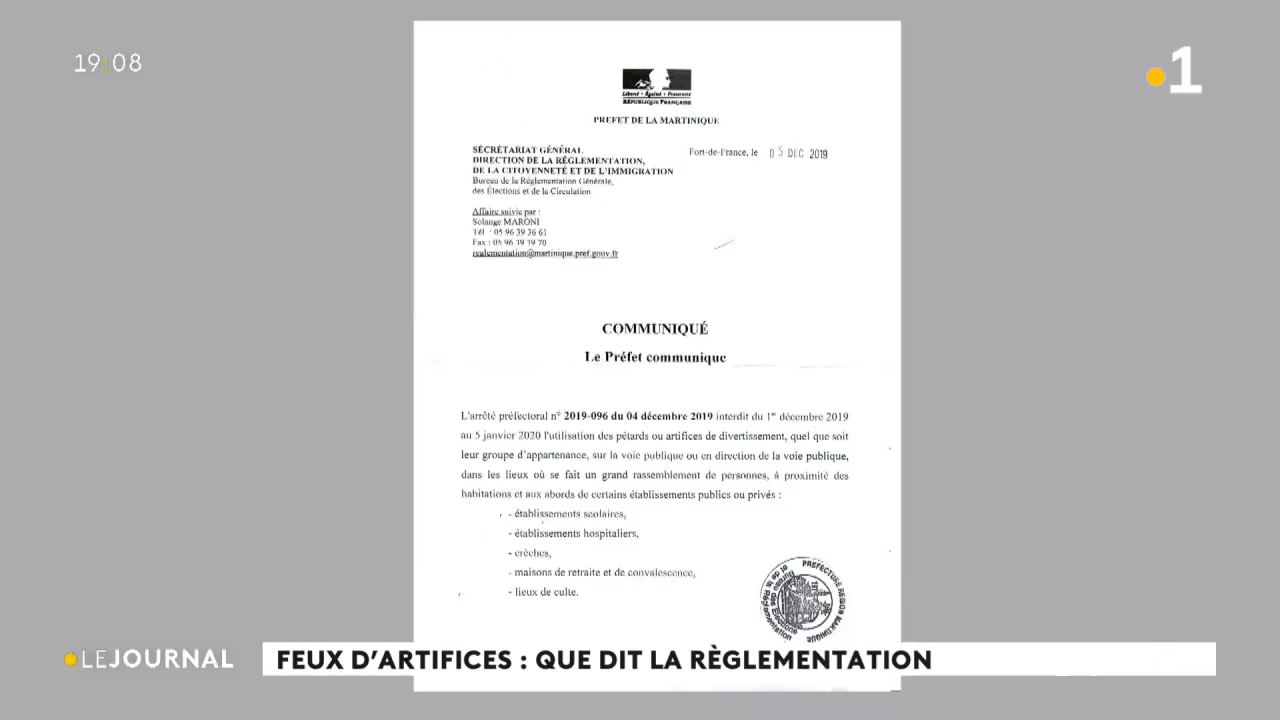 19:08
1
Liberté • Égalité • Fraternité
RÉPUBLIQUE FRANÇAISE
PREFET DE LA MARTINIQUE
SECRÉTARIAT GÉNÉRAL
DIRECTION DE LA RÉGLEMENTATION,
DE LA CITOYENNETÉ ET DE L'IMMIGRATION
Bureau de la Réglementation Générale,
des Élections et de la Circulation
Fort-de-France, le 05 DEC 2019
Affaire suivie par :
Solange MARONI
Tél : 05 96 39 36 61
Fax : 05 96 39 39 70
reglementation@martinique.pref.gouv.fr
COMMUNIQUÉ
Le Préfet communique
L'arrêté préfectoral n° 2019-096 du 04 décembre 2019 interdit du 1er décembre 2019
au 5 janvier 2020 l'utilisation des pétards ou artifices de divertissement, quel que soit
leur groupe d'appartenance, sur la voie publique ou en direction de la voie publique,
dans les lieux où se fait un grand rassemblement de personnes, à proximité des
habitations et aux abords de certains établissements publics ou privés :
- établissements scolaires,
- établissements hospitaliers,
- crèches,
- maisons de retraite et de convalescence,
- lieux de culte.
PREFECTURE REGION MARTINIQUE
LE JOURNAL
FEUX D'ARTIFICES : QUE DIT LA RÈGLEMENTATION